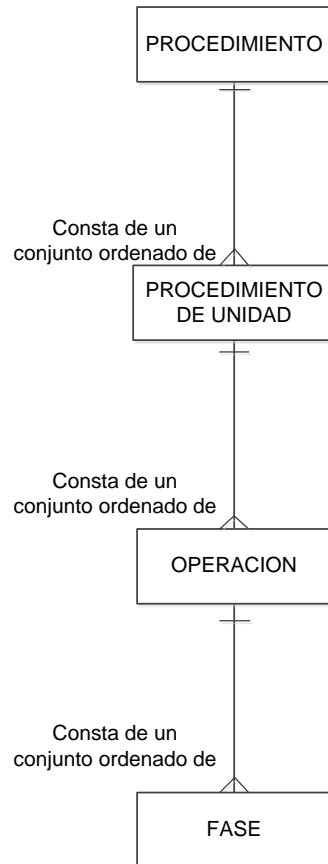 PROCEDIMIENTO
Consta de un
conjunto ordenado de
PROCEDIMIENTO
DE UNIDAD
Consta de un
conjunto ordenado de
OPERACION
Consta de un
conjunto ordenado de
FASE